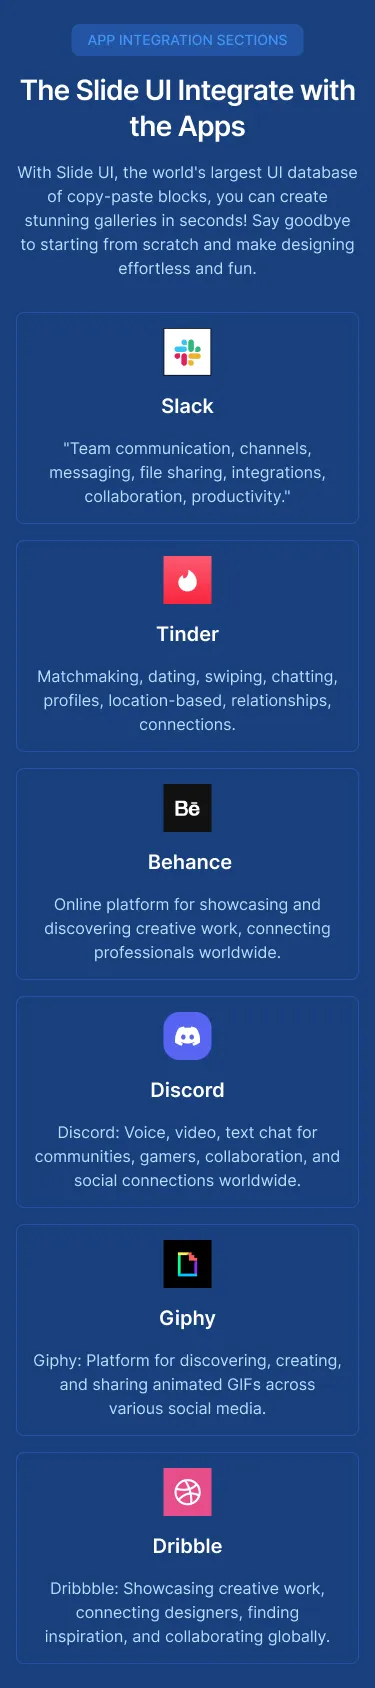 APP INTEGRATION SECTIONS
The Slide UI Integrate with
the Apps
With Slide UI, the world's largest UI database
of copy-paste blocks, you can create
stunning galleries in seconds! Say goodbye
to starting from scratch and make designing
effortless and fun.
Slack
"Team communication, channels,
messaging, file sharing, integrations,
collaboration, productivity."
Tinder
Matchmaking, dating, swiping, chatting,
profiles, location-based, relationships,
connections.
Bē
Behance
Online platform for showcasing and
discovering creative work, connecting
professionals worldwide.
Discord
Discord: Voice, video, text chat for
communities, gamers, collaboration, and
social connections worldwide.
Giphy
Giphy: Platform for discovering, creating,
and sharing animated GIFs across
various social media.
Dribble
Dribbble: Showcasing creative work,
connecting designers, finding
inspiration, and collaborating globally.